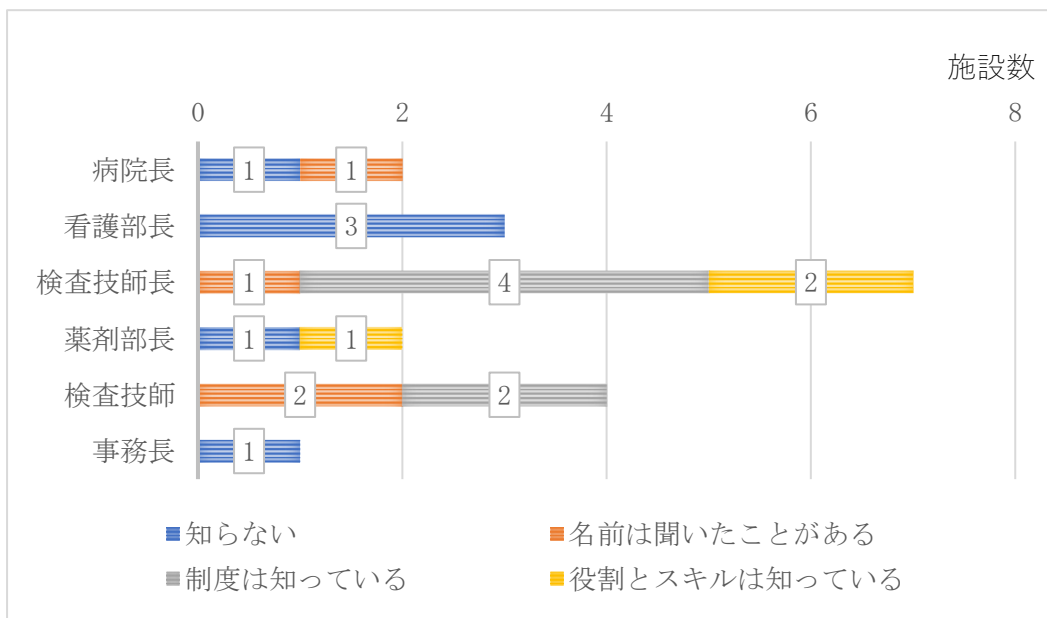 施設数
0 2 4 6 8
病院長 1 1
看護部長 3
検査技師長 1 4 2
薬剤部長 1 1
検査技師 2 2
事務長 1
知らない 名前は聞いたことがある
制度は知っている 役割とスキルは知っている